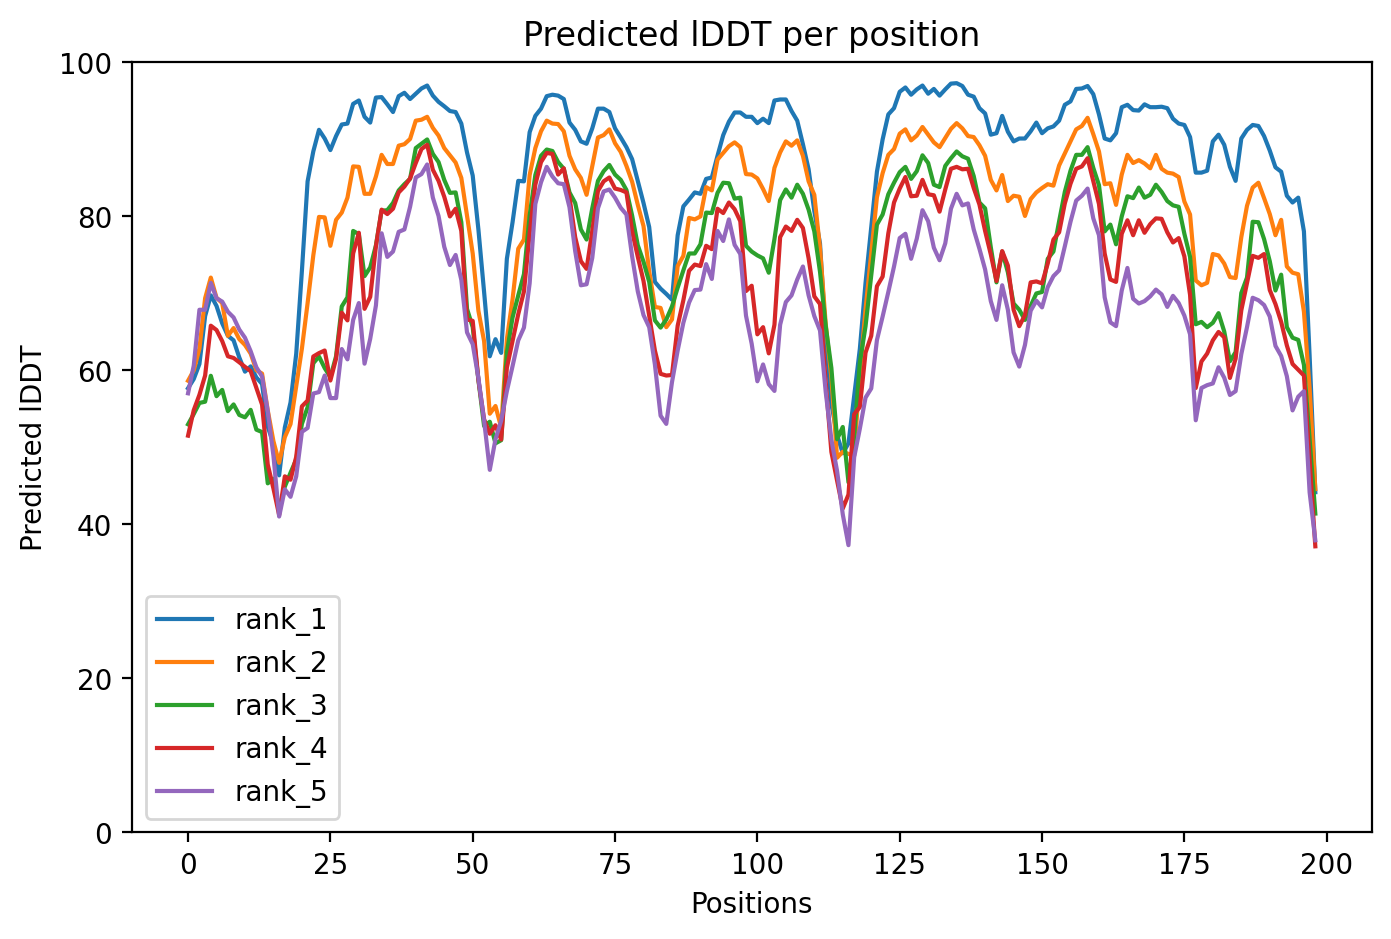 Predicted lDDT per position
100
80
60
40
20
0
Predicted lDDT
rank_1
rank_2
rank_3
rank_4
rank_5
0 25 50 75 100 125 150 175 200
Positions